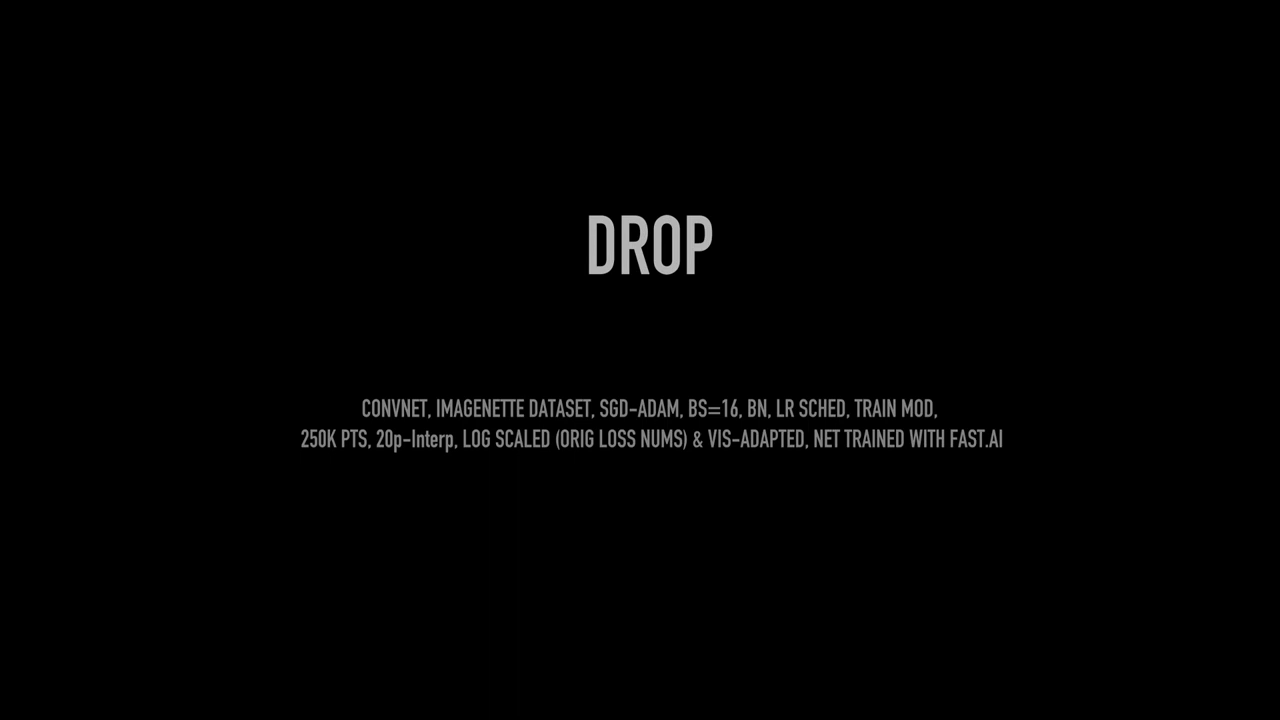 DROP
CONVNET, IMAGENETTE DATASET, SGD-ADAM, BS=16, BN, LR SCHED, TRAIN MOD,
250K PTS, 20p-Interp, LOG SCALED (ORIG LOSS NUMS) & VIS-ADAPTED, NET TRAINED WITH FAST.AI